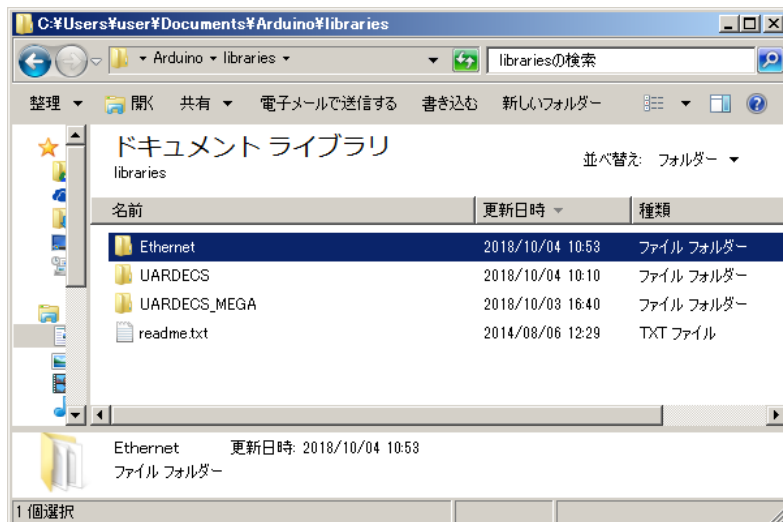 C:¥Users¥user¥Documents¥Arduino¥libraries
Arduino libraries
librariesの検索
整理 開く 共有 電子メールで送信する 書き込む 新しいフォルダー
ドキュメント ライブラリ
libraries
並べ替え: フォルダー
名前 更新日時 種類
Ethernet 2018/10/04 10:53 ファイル フォルダー
UARDECS 2018/10/04 10:10 ファイル フォルダー
UARDECS_MEGA 2018/10/03 16:40 ファイル フォルダー
readme.txt 2014/08/06 12:29 TXT ファイル
Ethernet 更新日時: 2018/10/04 10:53
ファイル フォルダー
1 個選択